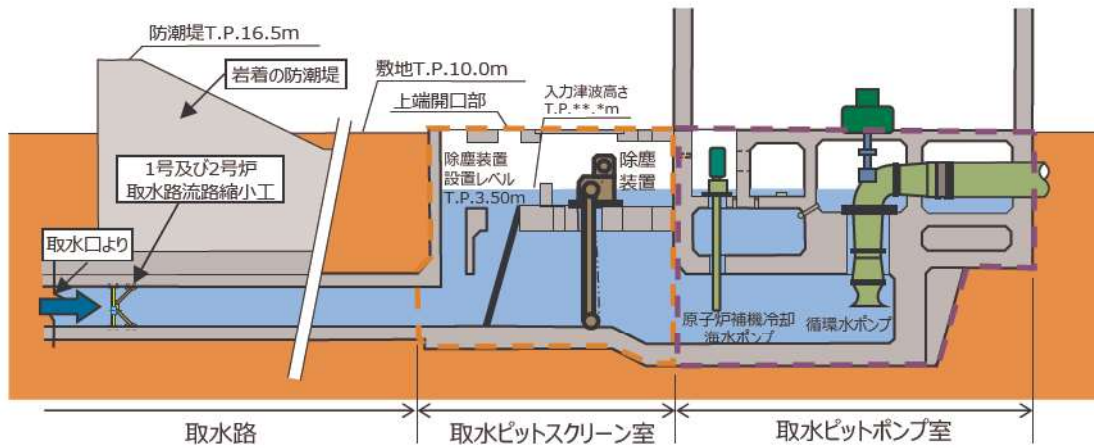 防潮堤T.P.16.5m
岩着の防潮堤
敷地T.P.10.0m
上端開口部
入力津波高さ
T.P.**.*m
1号及び2号炉
取水路流路縮小工
除塵装置
設置レベル
T.P.3.50m
除塵
装置
取水口より
原子炉補機冷却
海水ポンプ
循環水ポンプ
取水路
取水ピットスクリーン室
取水ピットポンプ室